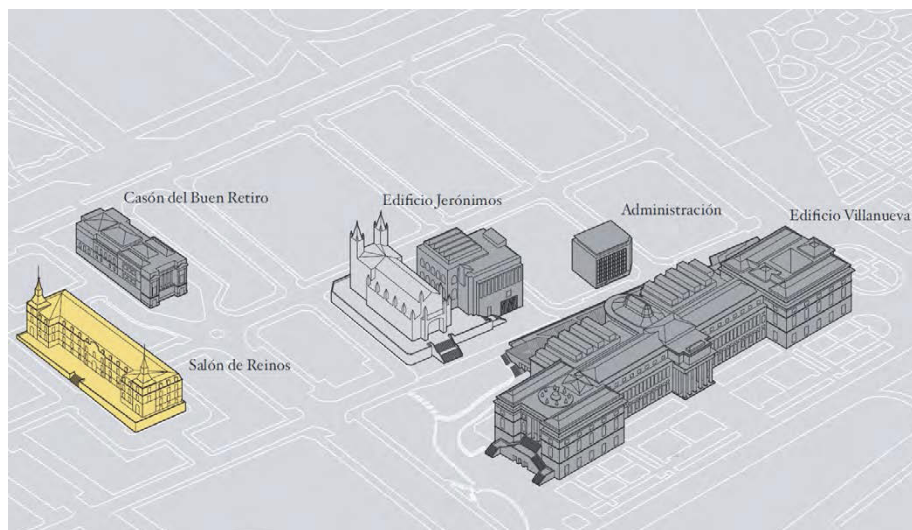 Casón del Buen Retiro
Edificio Jerónimos
Administración
Edificio Villanueva
Salón de Reinos